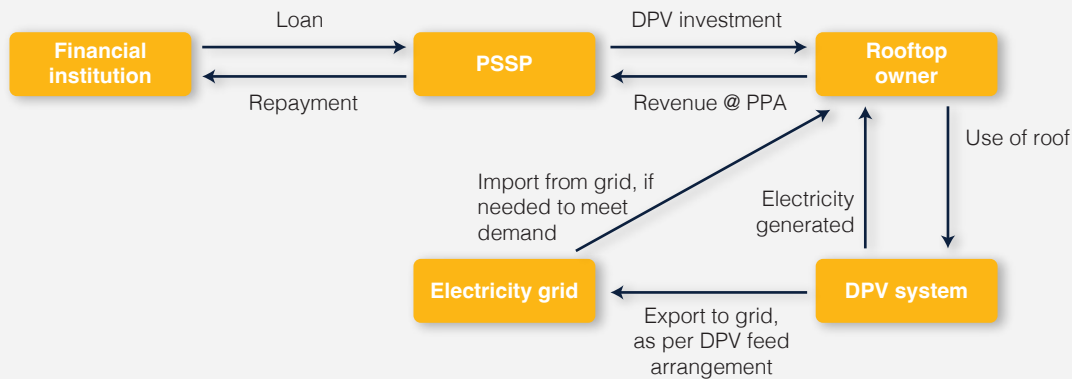 Loan
DPV investment
Financial
institution
PSSP
Rooftop
owner
Repayment
Revenue @ PPA
Use of roof
Import from grid, if
needed to meet
demand
Electricity
generated
Electricity grid
DPV system
Export to grid,
as per DPV feed
arrangement